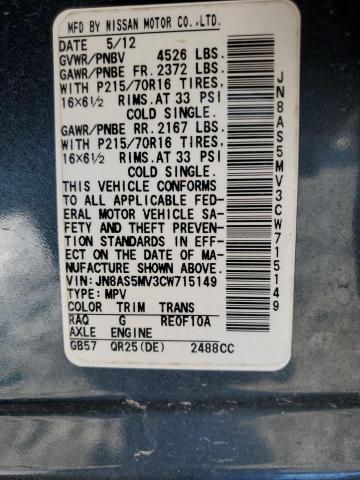 MFD BY NISSAN MOTOR CO.,LTD.
DATE 5/12
GVWR/PNBV 4526 LBS.
GAWR/PNBE FR. 2372 LBS.
WITH P215/70R16 TIRES
16X6½ RIMS. AT 33 PSI
COLD SINGLE.
GAWR/PNBE RR. 2167 LBS.
WITH P215/70R16 TIRES
16X6½ RIMS. AT 33 PSI
COLD SINGLE.
THIS VEHICLE CONFORMS
TO ALL APPLICABLE FED-
ERAL MOTOR VEHICLE SA-
FETY AND THEFT PREVENTION
STANDARDS IN EFF-
ECT ON THE DATE OF MA-
NUFACTURE SHOWN ABOVE.
VIN: JN8AS5MV3CW715149
TYPE: MPV
COLOR TRIM TRANS
RAQ G RE0F10A
AXLE ENGINE
GB57 QR25(DE) 2488CC
JN8AS5MV3CW715149